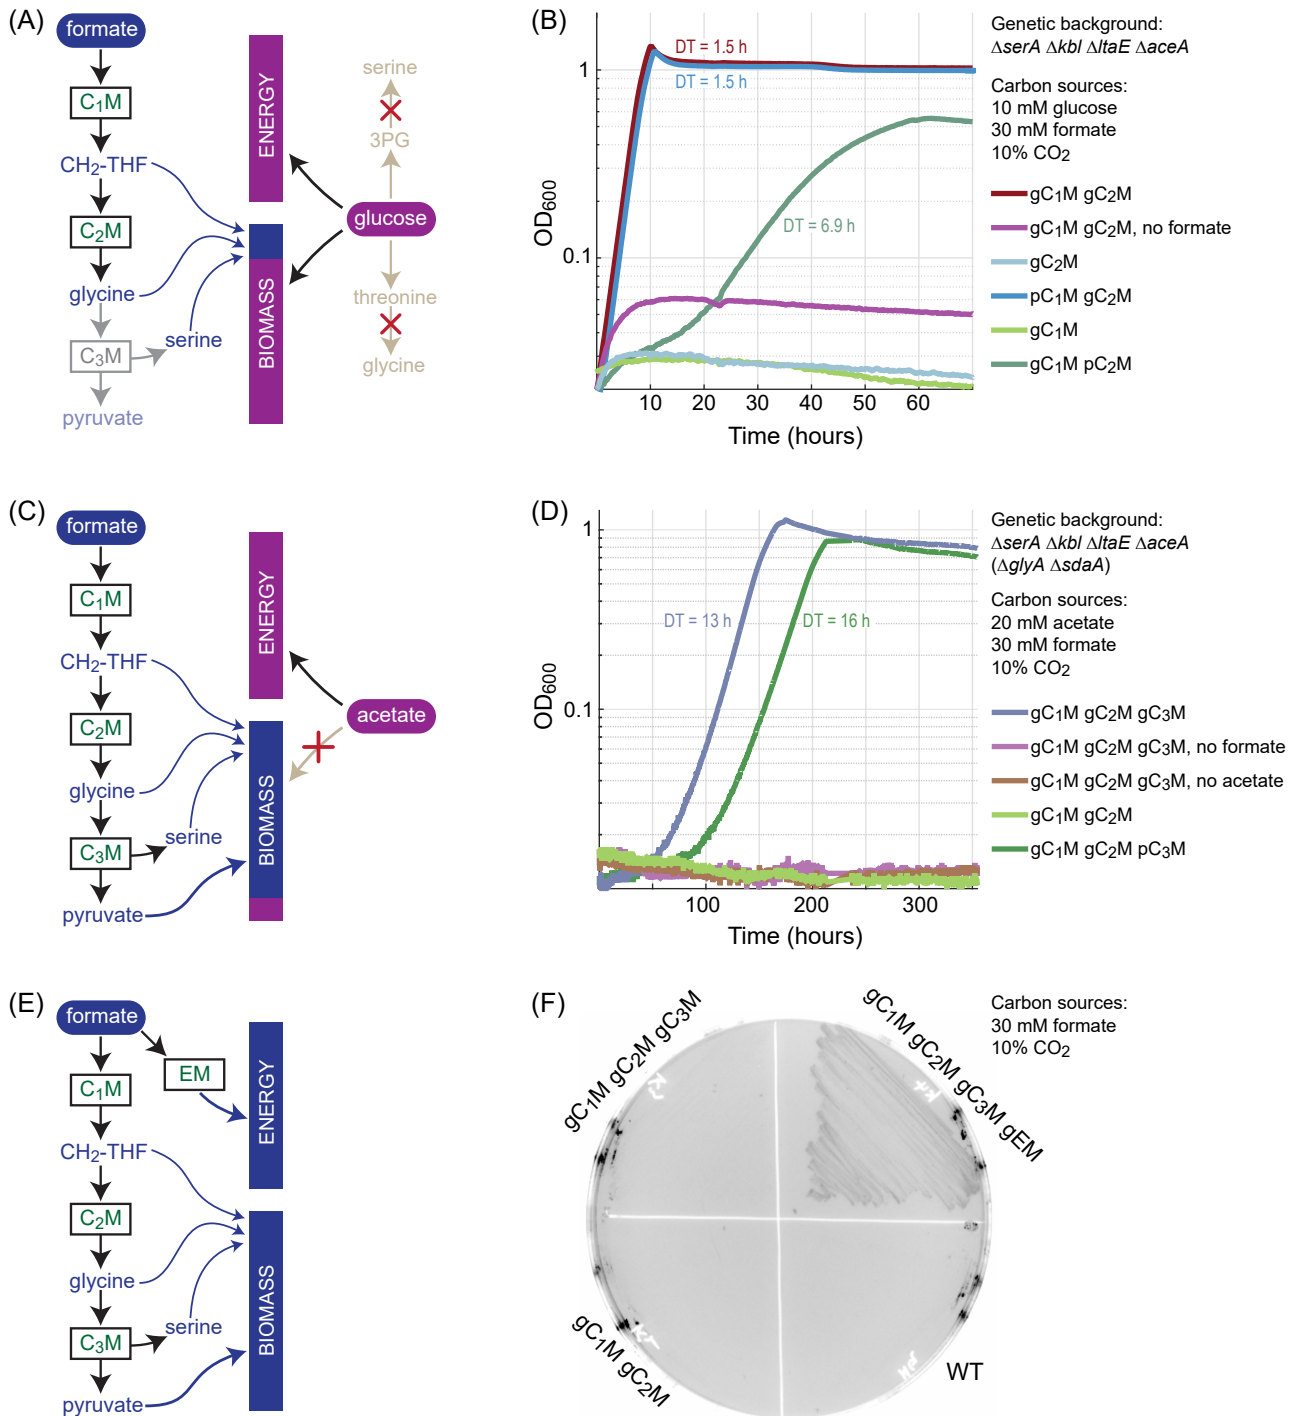 (A)
formate
C1M
CH2-THF
C2M
glycine
C3M
serine
pyruvate
ENERGY
BIOMASS
serine
3PG
glucose
threonine
glycine
(B)
OD600
1
0.1
DT = 1.5 h
DT = 1.5 h
DT = 6.9 h
10 20 30 40 50 60
Time (hours)
Genetic background:
ΔserA Δkbl ΔltaE ΔaceA
Carbon sources:
10 mM glucose
30 mM formate
10% CO2
gC1M gC2M
gC1M gC2M, no formate
gC2M
pC1M gC2M
gC1M
gC1M pC2M
(C)
formate
C1M
CH2-THF
C2M
glycine
C3M
serine
pyruvate
ENERGY
BIOMASS
acetate
(D)
OD600
1
0.1
DT = 13 h
DT = 16 h
100 200 300
Time (hours)
Genetic background:
ΔserA Δkbl ΔltaE ΔaceA
(ΔglyA ΔsdaA)
Carbon sources:
20 mM acetate
30 mM formate
10% CO2
gC1M gC2M gC3M
gC1M gC2M gC3M, no formate
gC1M gC2M gC3M, no acetate
gC1M gC2M
gC1M gC2M pC3M
(E)
formate
EM
C1M
CH2-THF
C2M
glycine
C3M
serine
pyruvate
ENERGY
BIOMASS
(F)
gC1M gC2M gC3M
gC1M gC2M gC3M gEM
gC1M gC2M
WT
Carbon sources:
30 mM formate
10% CO2